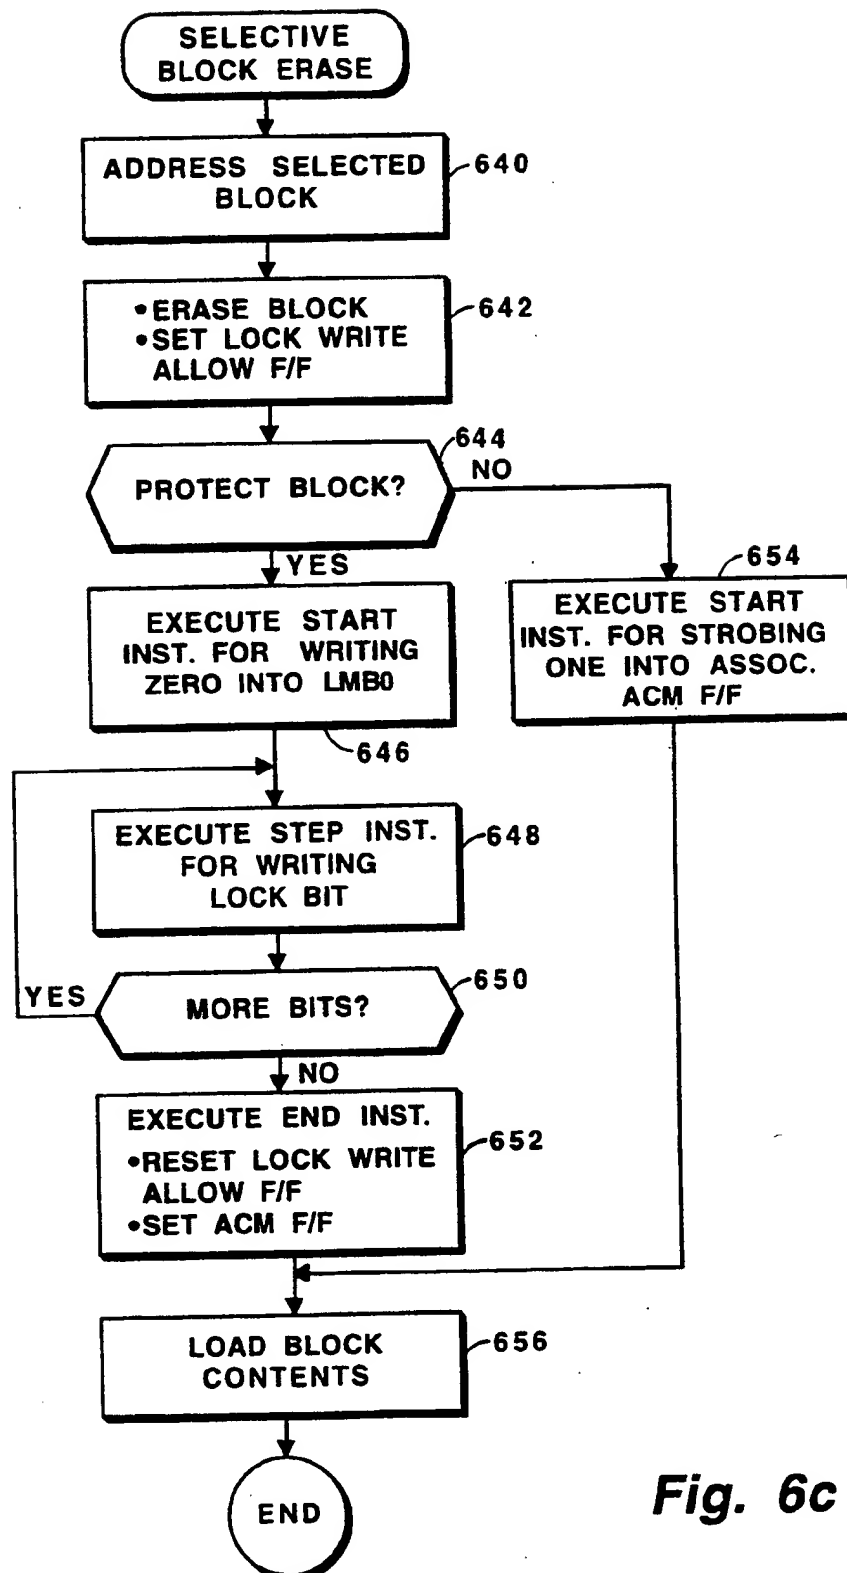 SELECTIVE
BLOCK ERASE
ADDRESS SELECTED
BLOCK
640
•ERASE BLOCK
•SET LOCK WRITE
ALLOW F/F
642
PROTECT BLOCK?
644
NO
YES
EXECUTE START
INST. FOR WRITING
ZERO INTO LMB0
646
654
EXECUTE START
INST. FOR STROBING
ONE INTO ASSOC.
ACM F/F
EXECUTE STEP INST.
FOR WRITING
LOCK BIT
648
MORE BITS?
650
YES
NO
EXECUTE END INST.
•RESET LOCK WRITE
ALLOW F/F
•SET ACM F/F
652
LOAD BLOCK
CONTENTS
656
END
Fig. 6c